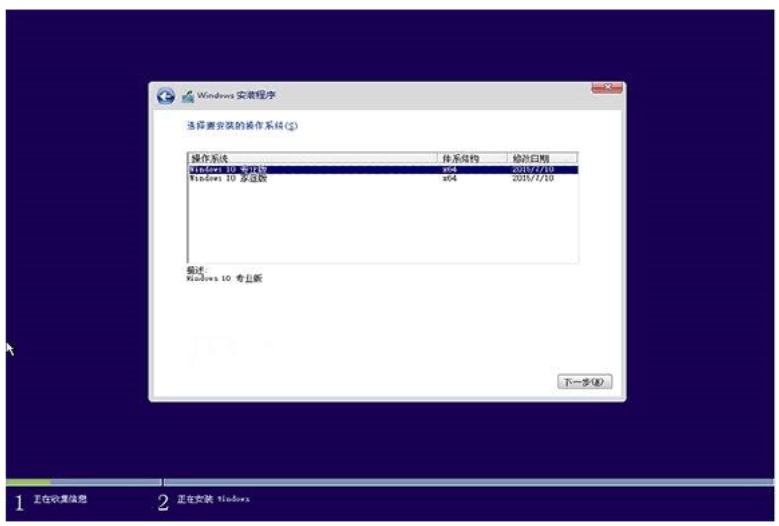 Windows 安装程序
选择要安装的操作系统(S)
操作系统 体系结构 修改日期
Windows 10 专业版 x64 2015/7/10
Windows 10 家庭版 x64 2015/7/10
描述:
Windows 10 专业版
下一步(N)
1 正在收集信息 2 正在安装 Windows